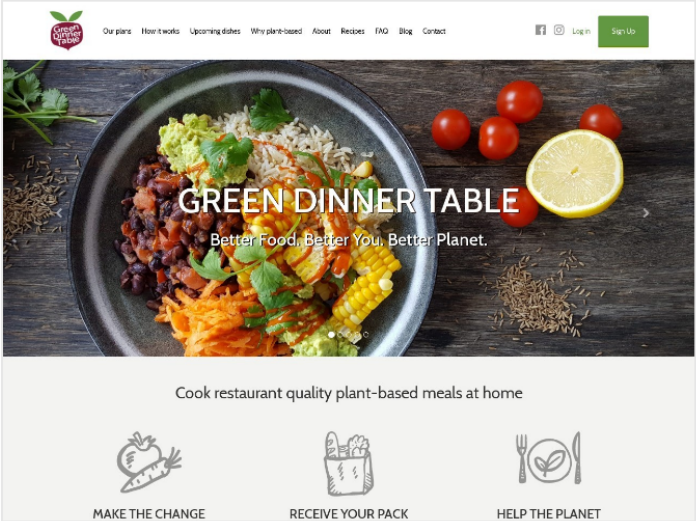 Green
Dinner
Table
Our plans How it works Upcoming dishes Why plant-based About Recipes FAQ Blog Contact Log in Sign Up
GREEN DINNER TABLE
Better Food, Better You, Better Planet.
Cook restaurant quality plant-based meals at home
MAKE THE CHANGE RECEIVE YOUR PACK HELP THE PLANET